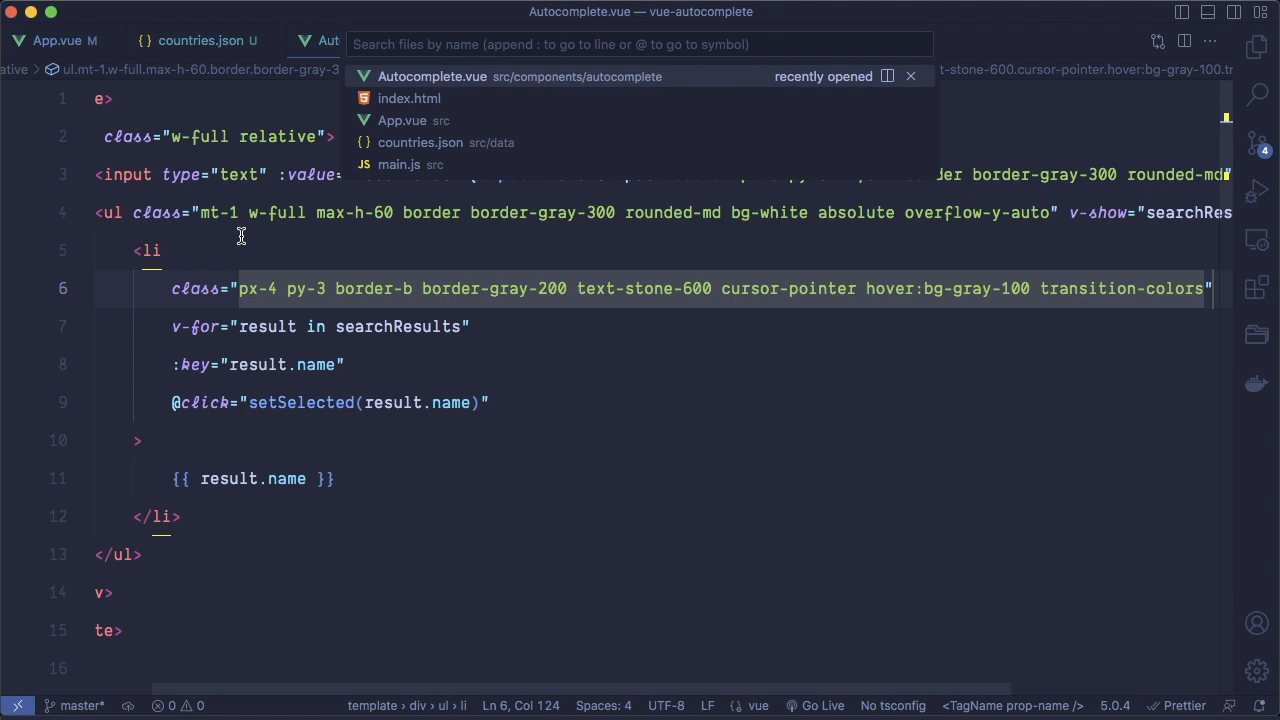 Autocomplete.vue — vue-autocomplete
App.vue M
{} countries.json U
Aut
Search files by name (append : to go to line or @ to go to symbol)
ative > ul.mt-1.w-full.max-h-60.border.border-gray-3
t-stone-600.cursor-pointer.hover:bg-gray-100.tr
Autocomplete.vue src/components/autocomplete recently opened
index.html
App.vue src
{} countries.json src/data
JS main.js src
1 e>
2 class="w-full relative">
3 <input type="text" :value= der border-gray-300 rounded-md"
4 <ul class="mt-1 w-full max-h-60 border border-gray-300 rounded-md bg-white absolute overflow-y-auto" v-show="searchRes
5 <li
6 class="px-4 py-3 border-b border-gray-200 text-stone-600 cursor-pointer hover:bg-gray-100 transition-colors"
7 v-for="result in searchResults"
8 :key="result.name"
9 @click="setSelected(result.name)"
10 >
11 {{ result.name }}
12 </li>
13 </ul>
14 v>
15 te>
16
4
master* 0 0 template › div › ul › li Ln 6, Col 124 Spaces: 4 UTF-8 LF vue Go Live No tsconfig <TagName prop-name /> 5.0.4 Prettier